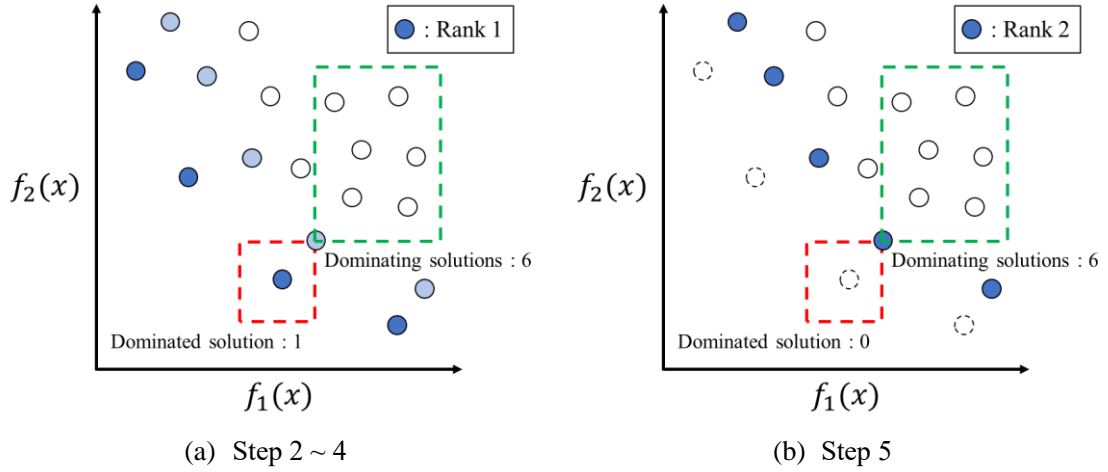 : Rank 1
f₂(x)
Dominating solutions : 6
Dominated solution : 1
f₁(x)
(a) Step 2 ~ 4
: Rank 2
f₂(x)
Dominating solutions : 6
Dominated solution : 0
f₁(x)
(b) Step 5